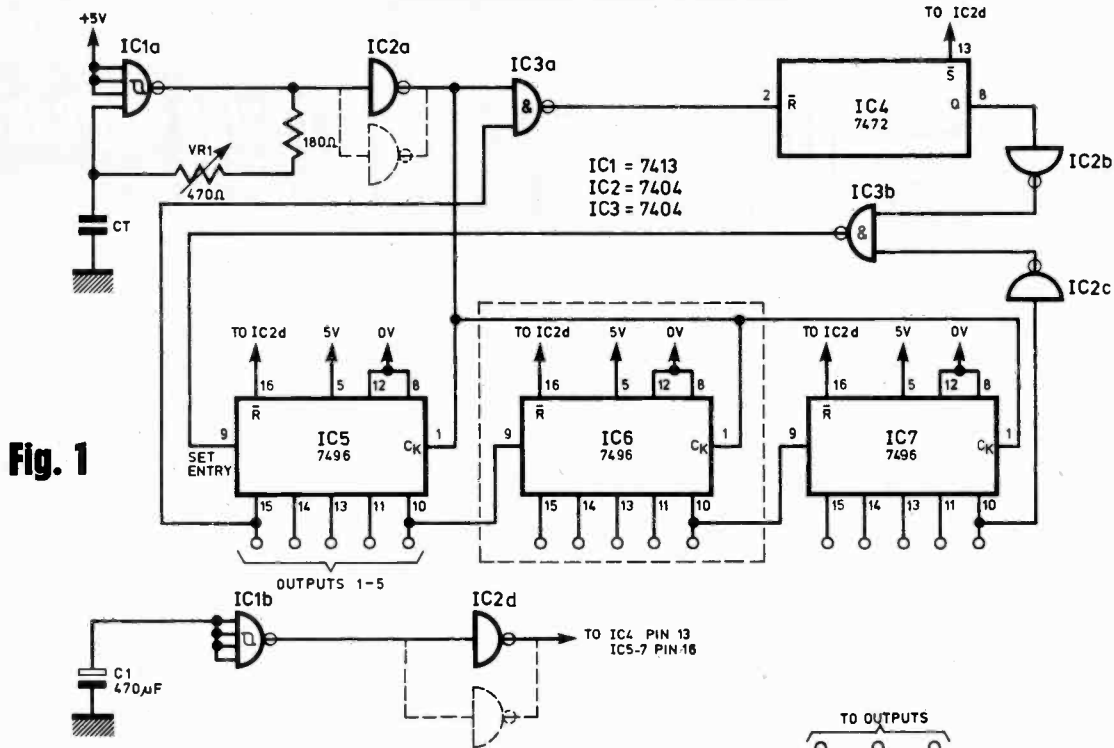 +5V
IC1a
IC2a
IC3a
TO IC2d
13
S̅
2
R̅
IC4
7472
Q
8
180Ω
VR1
470Ω
CT
IC1 = 7413
IC2 = 7404
IC3 = 7404
&
IC2b
IC3b
&
IC2c
TO IC2d
5V
0V
16
5
12
8
R̅
9
SET
ENTRY
IC5
7496
CK
1
15
14
13
11
10
OUTPUTS 1-5
TO IC2d
5V
0V
16
5
12
8
R̅
9
IC6
7496
CK
1
15
14
13
11
10
TO IC2d
5V
0V
16
5
12
8
R̅
9
IC7
7496
CK
1
15
14
13
11
10
Fig. 1
IC1b
IC2d
C1
470µF
TO IC4 PIN 13
IC5-7 PIN 16
TO OUTPUTS